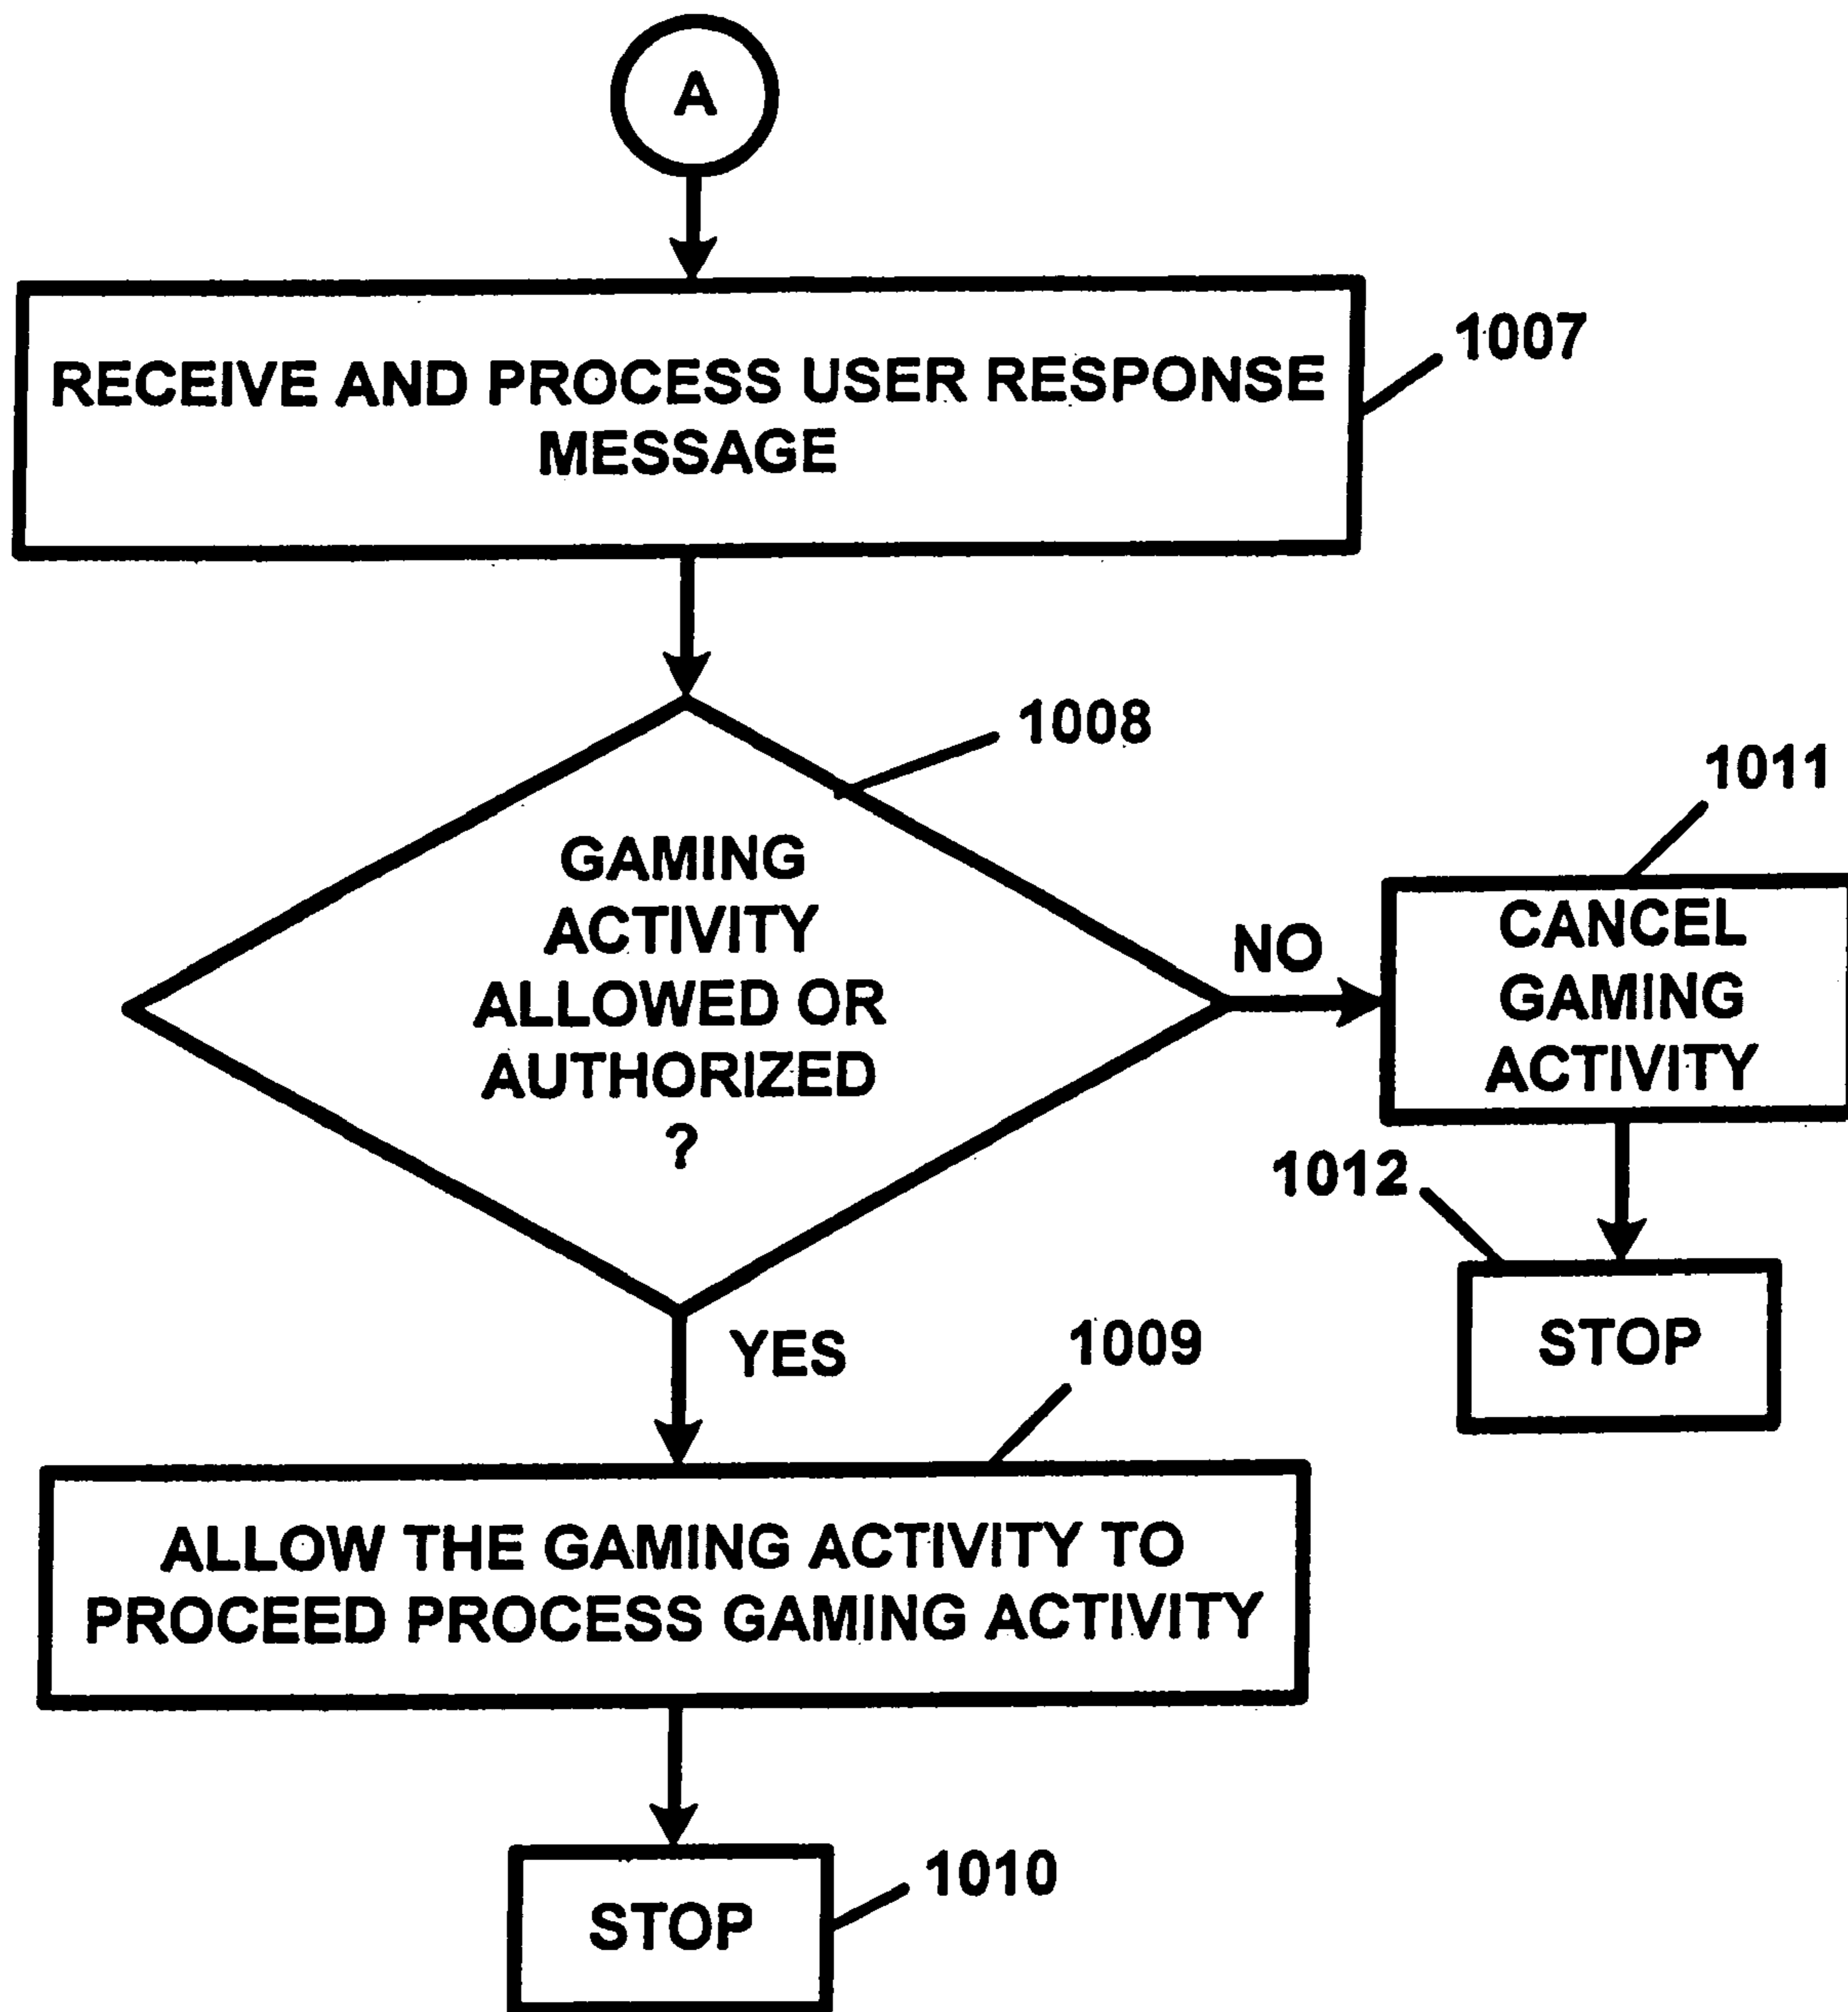 A
RECEIVE AND PROCESS USER RESPONSE
MESSAGE
1007
1008
GAMING
ACTIVITY
ALLOWED OR
AUTHORIZED
?
NO
1011
CANCEL
GAMING
ACTIVITY
1012
STOP
YES
1009
ALLOW THE GAMING ACTIVITY TO
PROCEED PROCESS GAMING ACTIVITY
STOP
1010